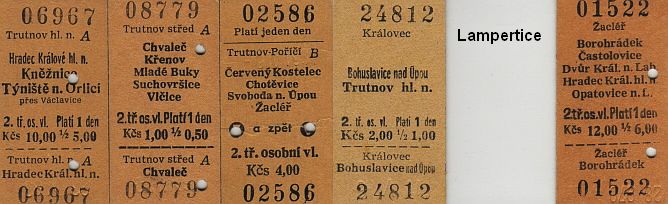 06967
Trutnov hl. n. A
Hradec Králové hl. n.
Kněžnice
Týniště n. Orlicí
přes Václavice
2.tř. os. vl. Platí 1 den
Kčs 10,00 ½ 5,00
Trutnov hl. n. A
Hradec Král. hl. n.
06967
08779
Trutnov střed A
Chvaleč
Křenov
Mladé Buky
Suchovršice
Vlčice
2.tř. os. vl. Platí 1 den
Kčs 1,00 ½ 0,50
Trutnov střed A
Chvaleč
08779
02586
Platí jeden den
Trutnov-Poříčí B
Červený Kostelec
Chotěvice
Svoboda n. Úpou
Žacléř
a zpět
2. tř. osobní vl.
Kčs 4,00
02586
24812
Královec
Bohuslavice nad Úpou
Trutnov hl. n.
2. tř. os. vl. Platí 1 den
Kčs 2,00 ½ 1,00
Královec
Bohuslavice nad Úpou
24812
Lampertice
01522
Žacléř
Borohrádek
Častolovice
Dvůr Král. n. Lab.
Hradec Král. hl. n.
Opatovice n. L.
2.tř. os. vl. Platí 1 den
Kčs 12,00 ½ 6,00
Žacléř
Borohrádek
01522